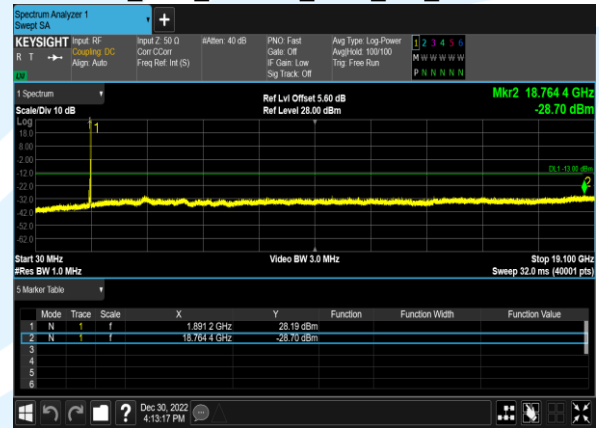 Spectrum Analyzer 1
Swept SA
+
KEYSIGHT
R T
LV
Input: RF
Coupling: DC
Align: Auto
Input Z: 50 Ω
Corr CCorr
Freq Ref: Int (S)
#Atten: 40 dB
PNO: Fast
Gate: Off
IF Gain: Low
Sig Track: Off
Avg Type: Log-Power
Avg|Hold: 100/100
Trig: Free Run
1 2 3 4 5 6
M W W W W W
P N N N N N
1 Spectrum
Scale/Div 10 dB
Ref Lvl Offset 5.60 dB
Ref Level 28.00 dBm
Mkr2 18.764 4 GHz
-28.70 dBm
Log
18.0
8.00
-2.00
-12.0
-22.0
-32.0
-42.0
-52.0
-62.0
1
DL1 -13.00 dBm
2
Start 30 MHz
Video BW 3.0 MHz
Stop 19.100 GHz
#Res BW 1.0 MHz
Sweep 32.0 ms (40001 pts)
5 Marker Table
Mode Trace Scale X Y Function Function Width Function Value
1 N 1 f 1.891 2 GHz 28.19 dBm
2 N 1 f 18.764 4 GHz -28.70 dBm
3
4
5
6
?
Dec 30, 2022
4:13:17 PM